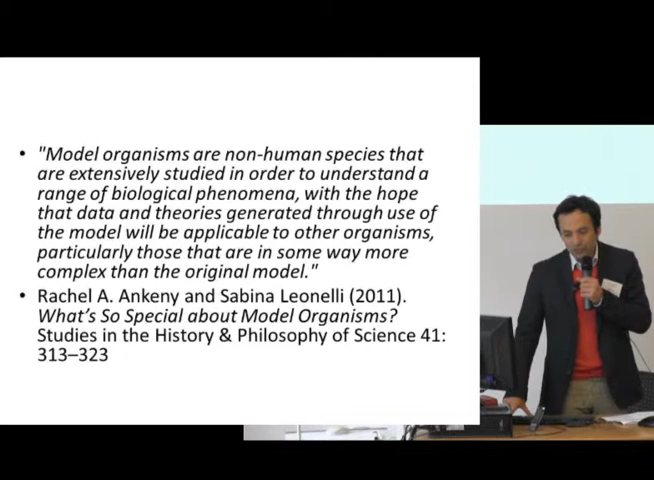 • "Model organisms are non-human species that
are extensively studied in order to understand a
range of biological phenomena, with the hope
that data and theories generated through use of
the model will be applicable to other organisms,
particularly those that are in some way more
complex than the original model."
• Rachel A. Ankeny and Sabina Leonelli (2011).
What's So Special about Model Organisms?
Studies in the History & Philosophy of Science 41:
313–323